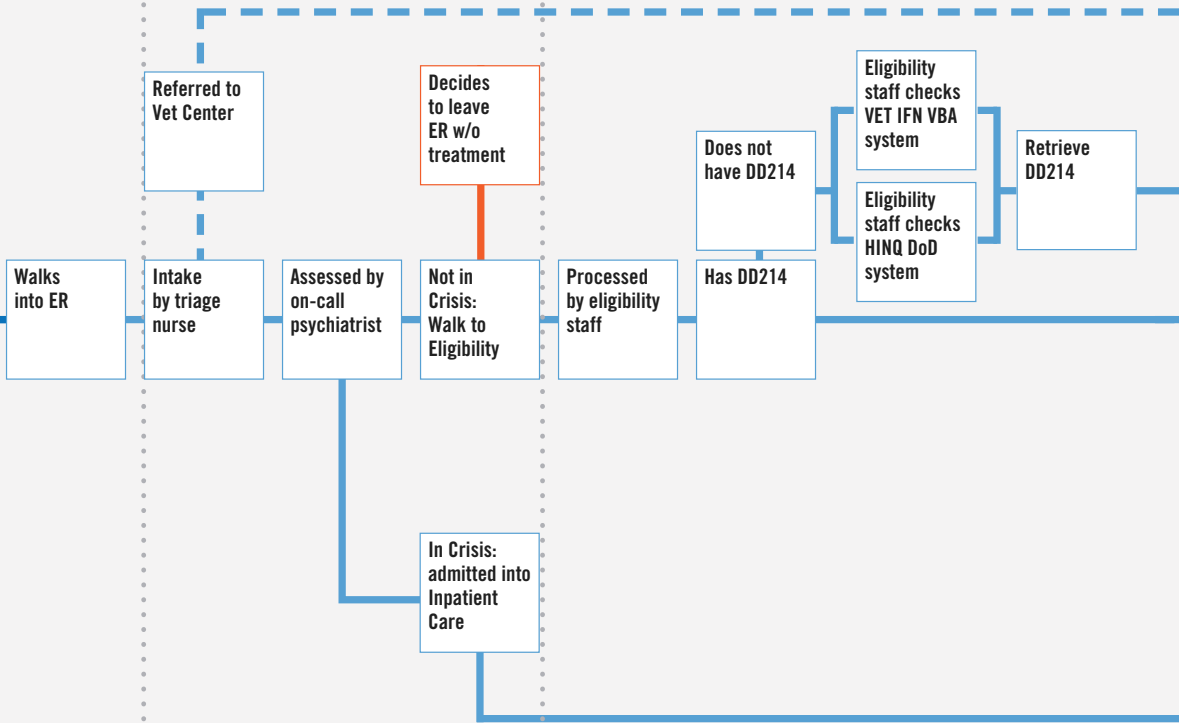 Referred to
Vet Center
Decides
to leave
ER w/o
treatment
Does not
have DD214
Eligibility
staff checks
VET IFN VBA
system
Eligibility
staff checks
HINQ DoD
system
Retrieve
DD214
Walks
into ER
Intake
by triage
nurse
Assessed by
on-call
psychiatrist
Not in
Crisis:
Walk to
Eligibility
Processed
by eligibility
staff
Has DD214
In Crisis:
admitted into
Inpatient
Care